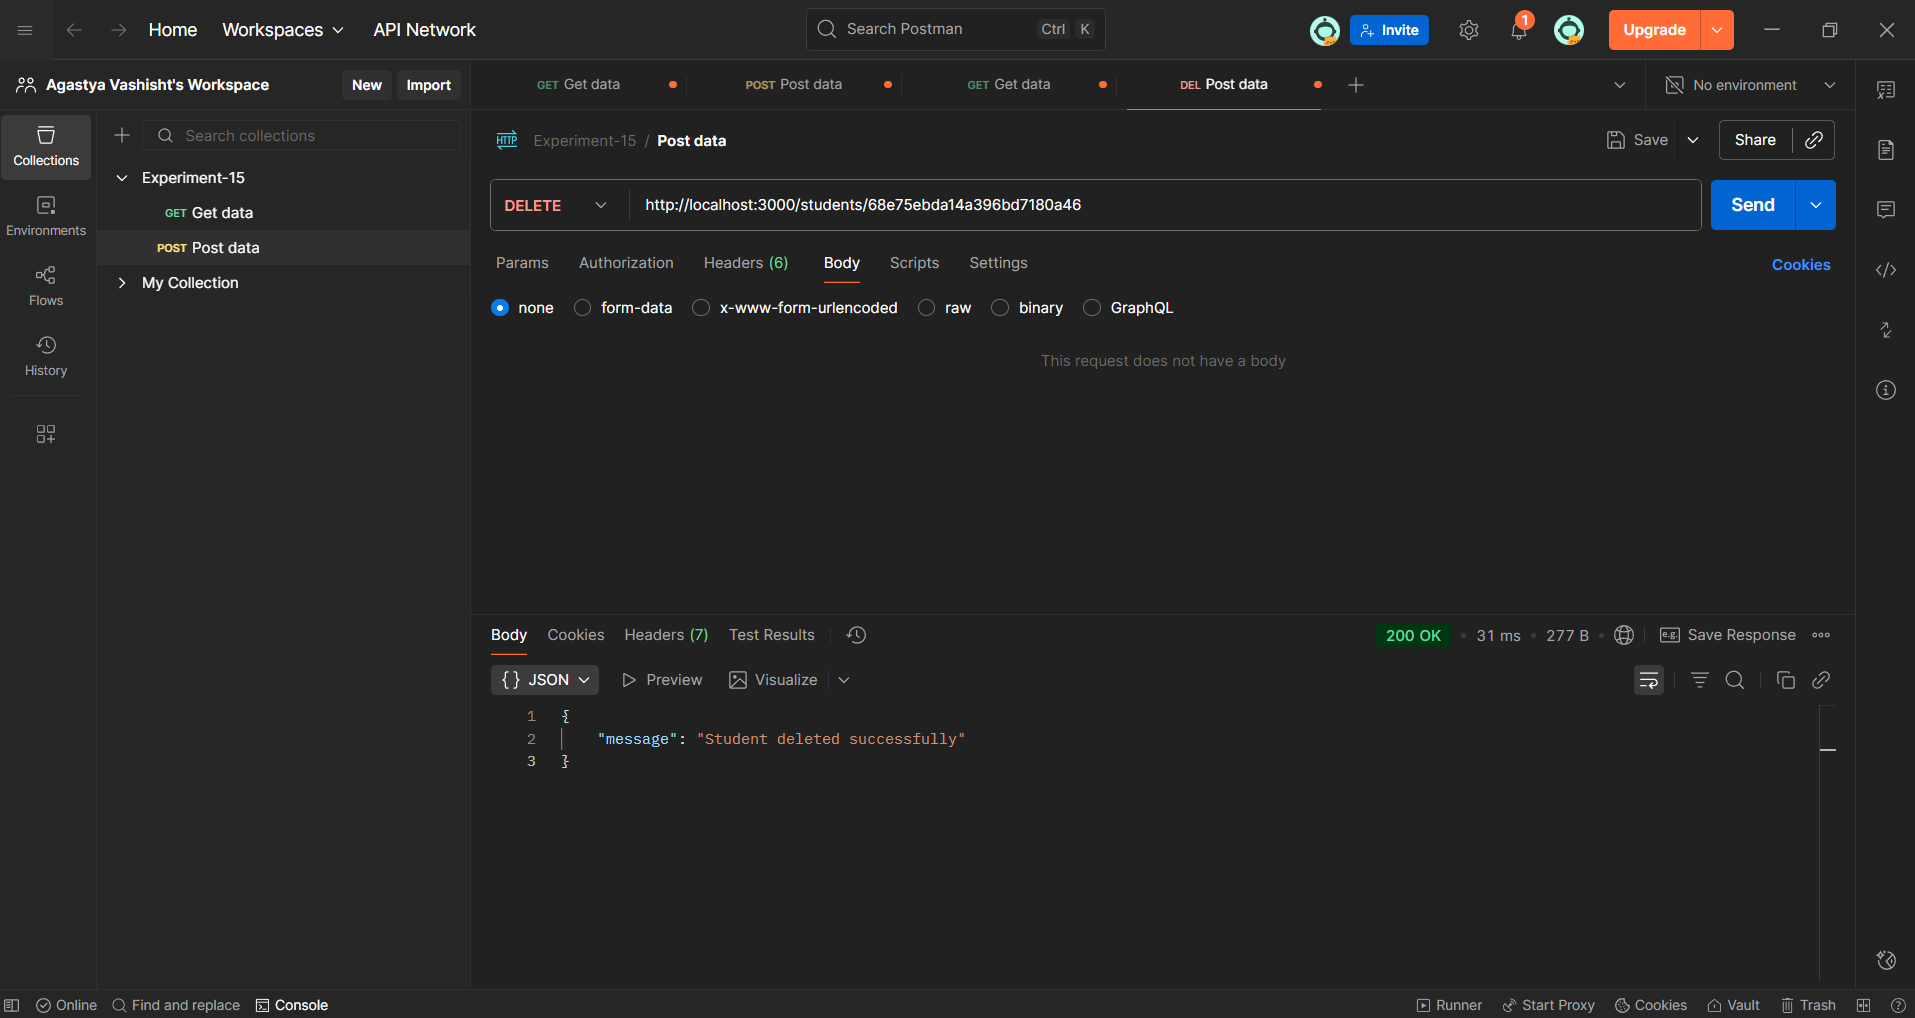 Home Workspaces API Network Search Postman Ctrl K Invite 1 Upgrade
Agastya Vashisht's Workspace New Import GET Get data POST Post data GET Get data DEL Post data No environment
Collections
Search collections
HTTP Experiment-15 / Post data Save Share
Experiment-15
GET Get data
POST Post data
My Collection
Environments
Flows
History
DELETE http://localhost:3000/students/68e75ebda14a396bd7180a46 Send
Params Authorization Headers (6) Body Scripts Settings Cookies
none form-data x-www-form-urlencoded raw binary GraphQL
This request does not have a body
Body Cookies Headers (7) Test Results 200 OK • 31 ms • 277 B • e.g. Save Response
{} JSON Preview Visualize
1 {
2 "message": "Student deleted successfully"
3 }
Online Find and replace Console Runner Start Proxy Cookies Vault Trash